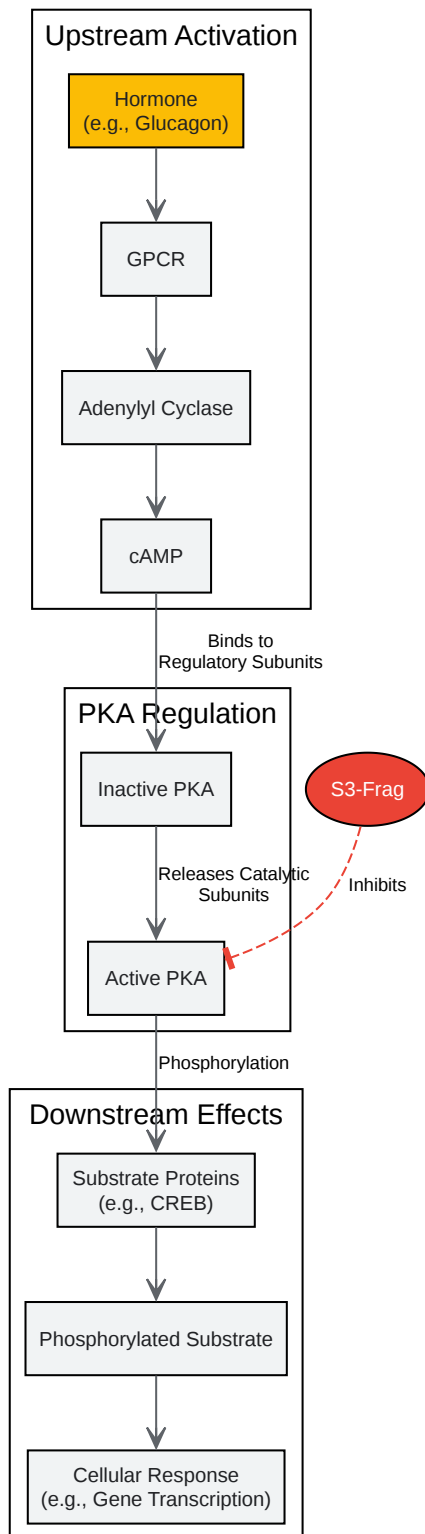 Upstream Activation
Hormone
(e.g., Glucagon)
GPCR
Adenylyl Cyclase
cAMP
Binds to
Regulatory Subunits
PKA Regulation
Inactive PKA
S3-Frag
Releases Catalytic
Subunits
Inhibits
Active PKA
Phosphorylation
Downstream Effects
Substrate Proteins
(e.g., CREB)
Phosphorylated Substrate
Cellular Response
(e.g., Gene Transcription)